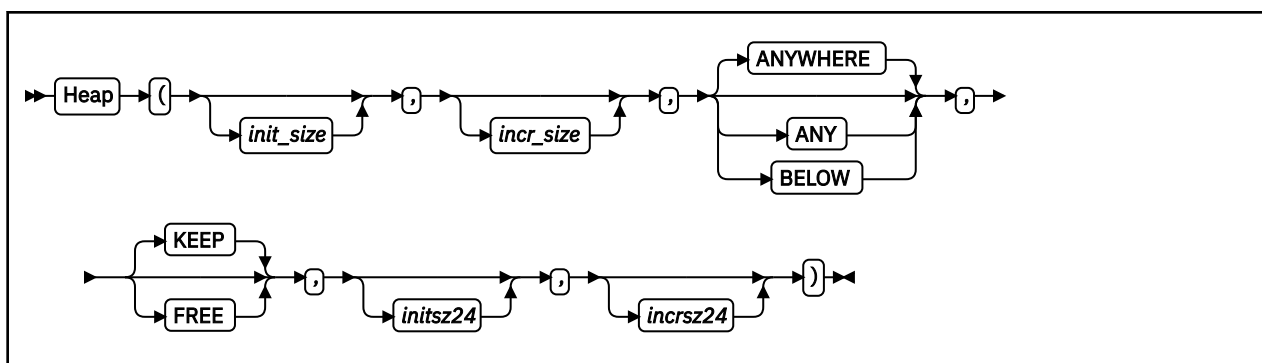 ANYWHERE
Heap ( , , ,
init_size incr_size ANY
BELOW
KEEP
, , )
FREE initsz24 incrsz24